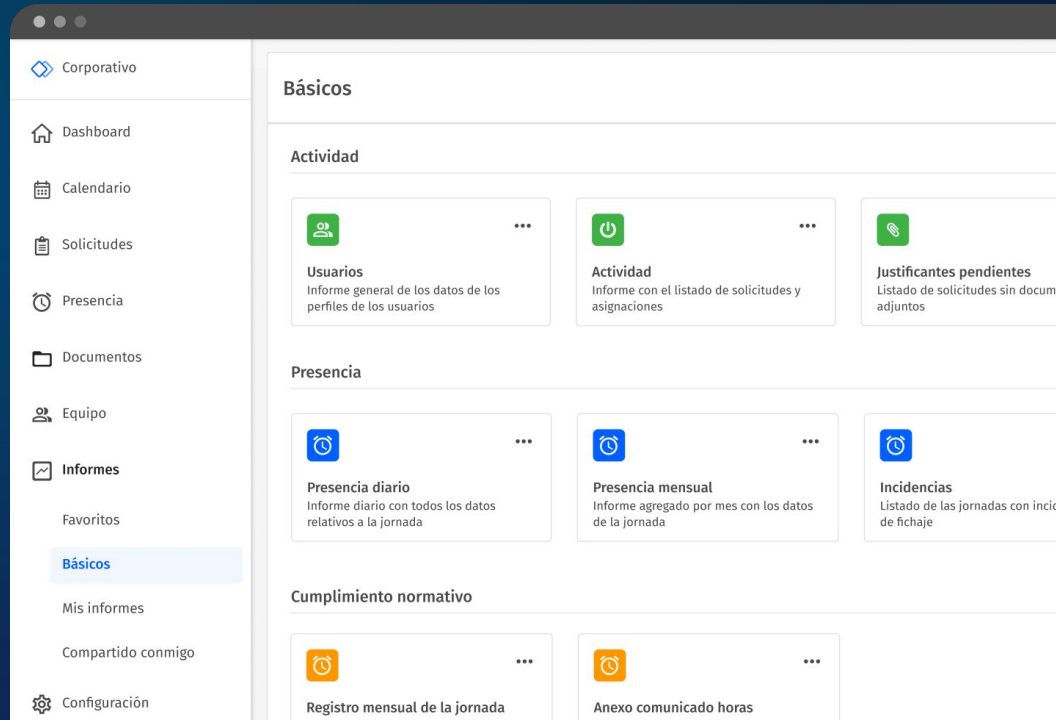 Corporativo
Dashboard
Calendario
Solicitudes
Presencia
Documentos
Equipo
Informes
Favoritos
Básicos
Mis informes
Compartido conmigo
Configuración
Básicos
Actividad
Usuarios
Informe general de los datos de los
perfiles de los usuarios
Actividad
Informe con el listado de solicitudes y
asignaciones
Justificantes pendientes
Listado de solicitudes sin docum
adjuntos
Presencia
Presencia diario
Informe diario con todos los datos
relativos a la jornada
Presencia mensual
Informe agregado por mes con los datos
de la jornada
Incidencias
Listado de las jornadas con inci
de fichaje
Cumplimiento normativo
Registro mensual de la jornada
Anexo comunicado horas